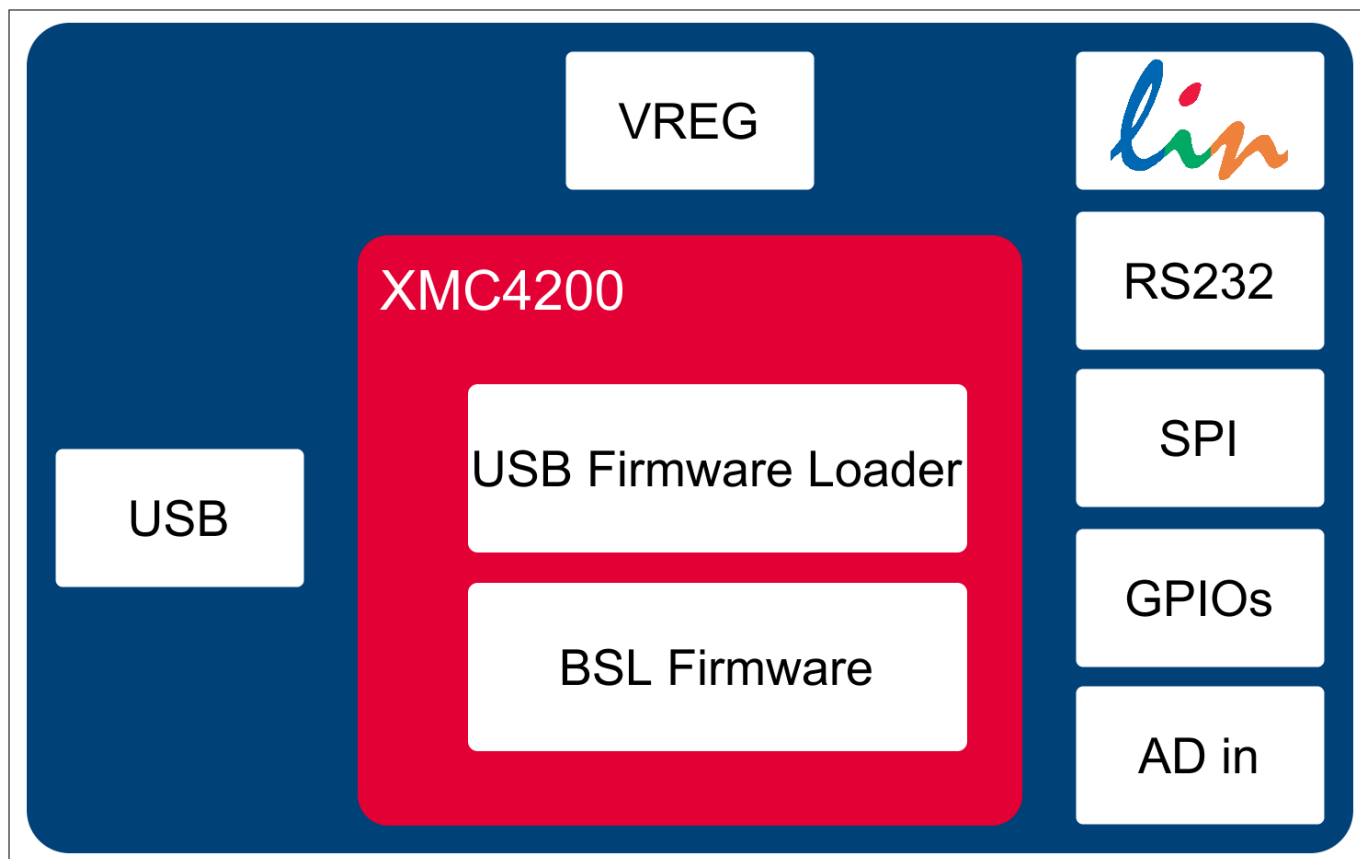 VREG
lin
XMC4200
RS232
USB Firmware Loader
SPI
USB
BSL Firmware
GPIOs
AD in